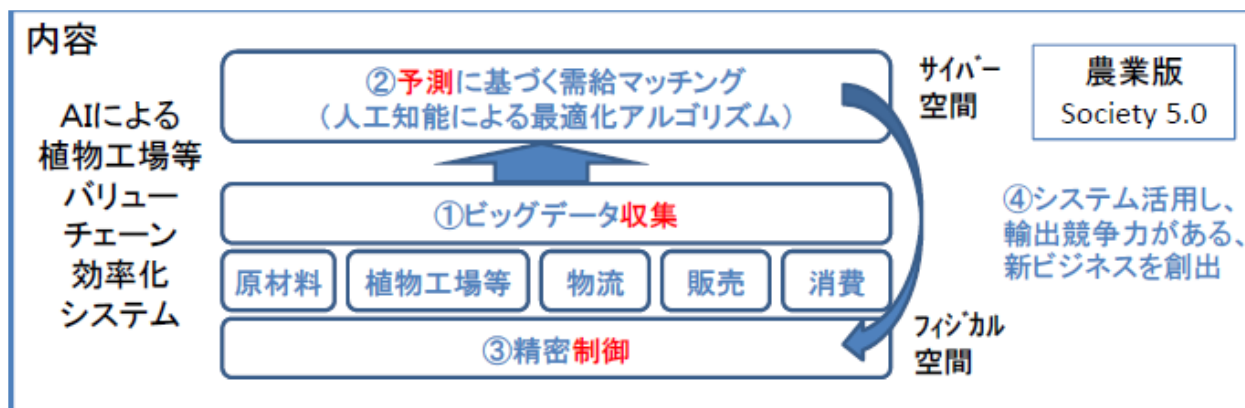 内容
AIによる
植物工場等
バリュー
チェーン
効率化
システム
②予測に基づく需給マッチング
（人工知能による最適化アルゴリズム）
①ビッグデータ収集
原材料
植物工場等
物流
販売
消費
③精密制御
ｻｲﾊﾞｰ
空間
ﾌｨｼﾞｶﾙ
空間
農業版
Society 5.0
④システム活用し、
輸出競争力がある、
新ビジネスを創出